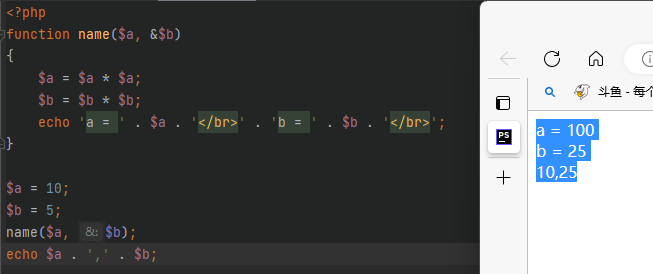 <?php
function name($a, &$b)
{
    $a = $a * $a;
    $b = $b * $b;
    echo 'a = ' . $a . '</br>' . 'b = ' . $b . '</br>';
}
$a = 10;
$b = 5;
name($a, &: $b);
echo $a . ',' . $b;
斗鱼 - 每个
PS
a = 100
b = 25
10,25